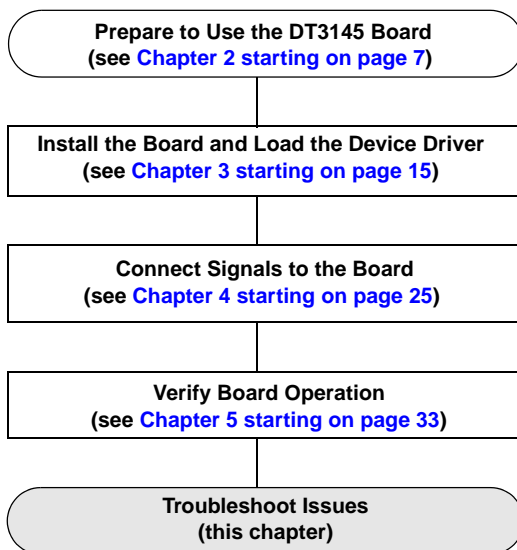 Prepare to Use the DT3145 Board
(see Chapter 2 starting on page 7)
Install the Board and Load the Device Driver
(see Chapter 3 starting on page 15)
Connect Signals to the Board
(see Chapter 4 starting on page 25)
Verify Board Operation
(see Chapter 5 starting on page 33)
Troubleshoot Issues
(this chapter)